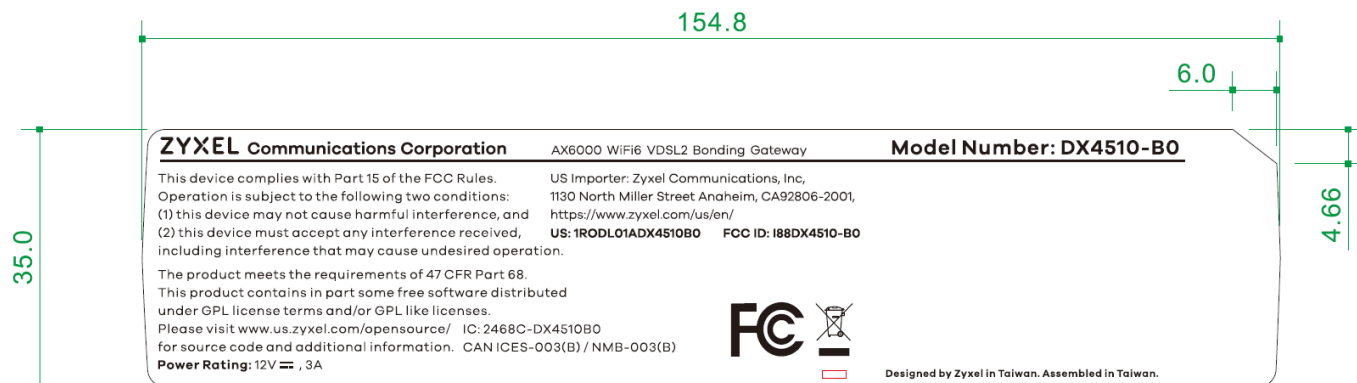 154.8
6.0
ZYXEL Communications Corporation AX6000 WiFi6 VDSL2 Bonding Gateway Model Number: DX4510-B0
This device complies with Part 15 of the FCC Rules. US Importer: Zyxel Communications, Inc,
Operation is subject to the following two conditions: 1130 North Miller Street Anaheim, CA92806-2001,
(1) this device may not cause harmful interference, and https://www.zyxel.com/us/en/
(2) this device must accept any interference received, US: 1RODL01ADX4510B0 FCC ID: I88DX4510-B0
including interference that may cause undesired operation.
4.66
35.0
The product meets the requirements of 47 CFR Part 68.
This product contains in part some free software distributed
under GPL license terms and/or GPL like licenses.
Please visit www.us.zyxel.com/opensource/ IC: 2468C-DX4510B0
for source code and additional information. CAN ICES-003(B) / NMB-003(B)
Power Rating: 12V ⎓ , 3A
FC
Designed by Zyxel in Taiwan. Assembled in Taiwan.